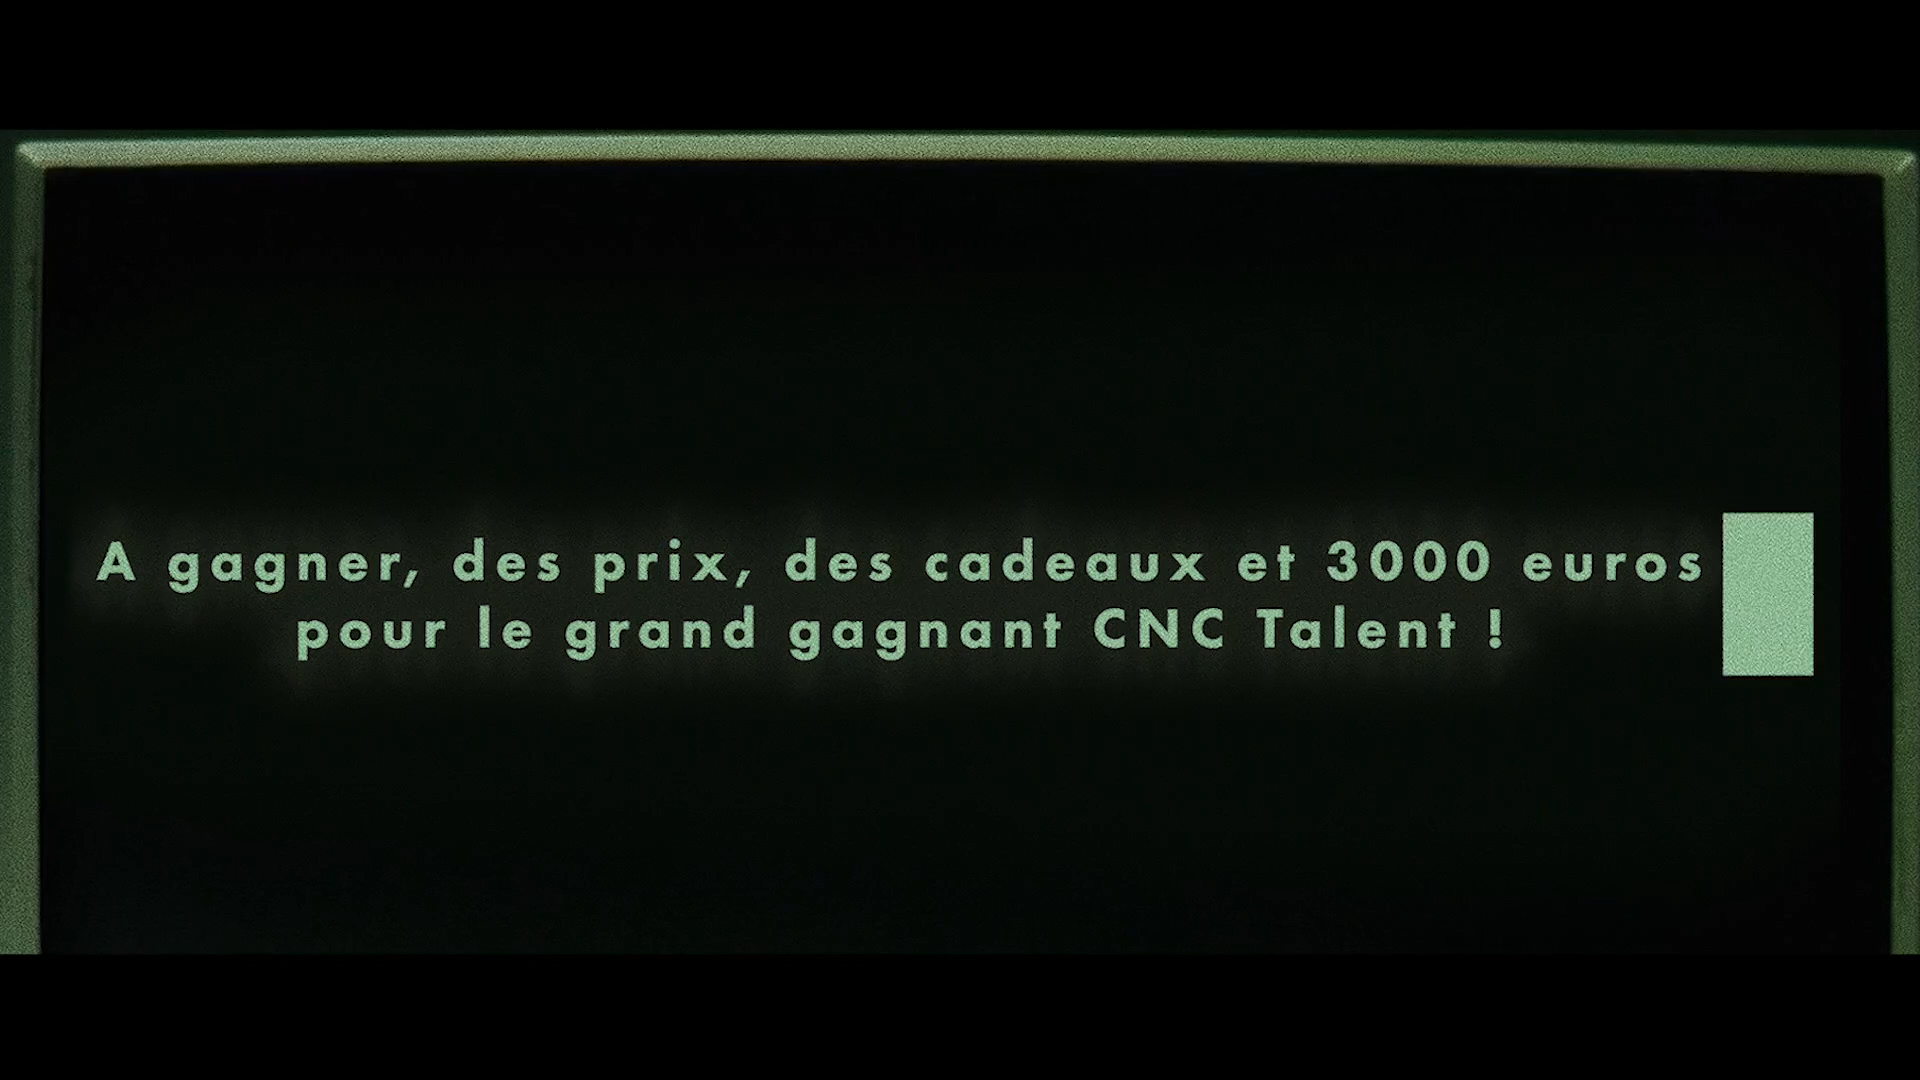 A gagner, des prix, des cadeaux et 3000 euros
pour le grand gagnant CNC Talent !